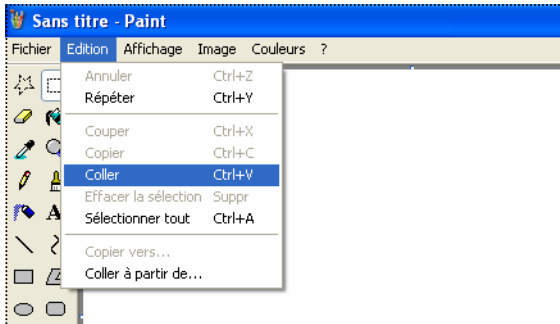 Sans titre - Paint
Fichier Edition Affichage Image Couleurs ?
Annuler Ctrl+Z
Répéter Ctrl+Y
Couper Ctrl+X
Copier Ctrl+C
Coller Ctrl+V
Effacer la sélection Suppr
Sélectionner tout Ctrl+A
Copier vers...
Coller à partir de...
A